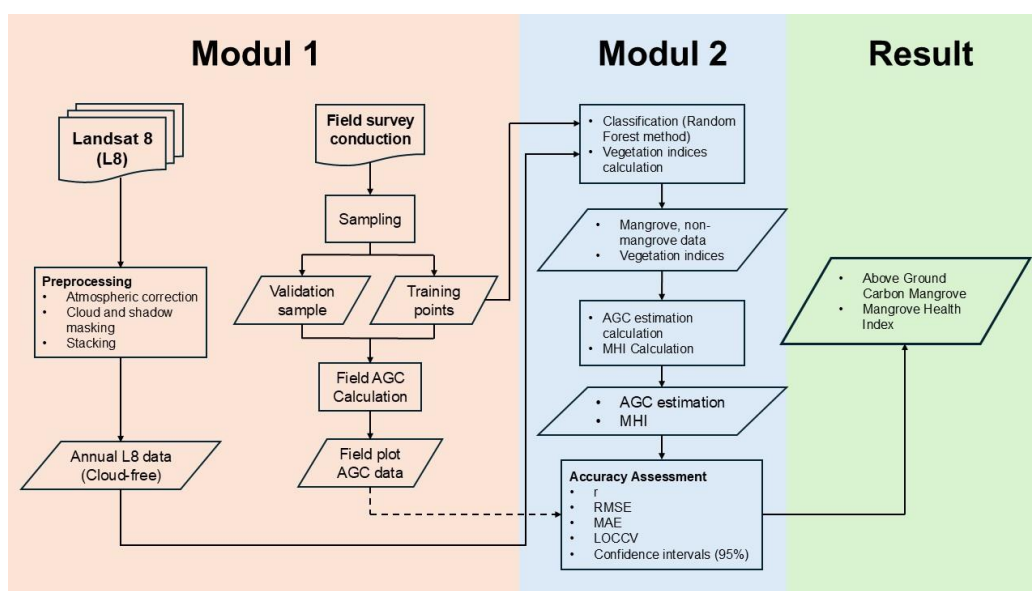 Modul 1
Modul 2
Result
Landsat 8
(L8)
Preprocessing
• Atmospheric correction
• Cloud and shadow
masking
• Stacking
Annual L8 data
(Cloud-free)
Field survey
conduction
Sampling
Validation
sample
Training
points
Field AGC
Calculation
Field plot
AGC data
• Classification (Random
Forest method)
• Vegetation indices
calculation
• Mangrove, non-
mangrove data
• Vegetation indices
• AGC estimation
calculation
• MHI Calculation
• AGC estimation
• MHI
Accuracy Assessment
• r
• RMSE
• MAE
• LOCCV
• Confidence intervals (95%)
• Above Ground
Carbon Mangrove
• Mangrove Health
Index